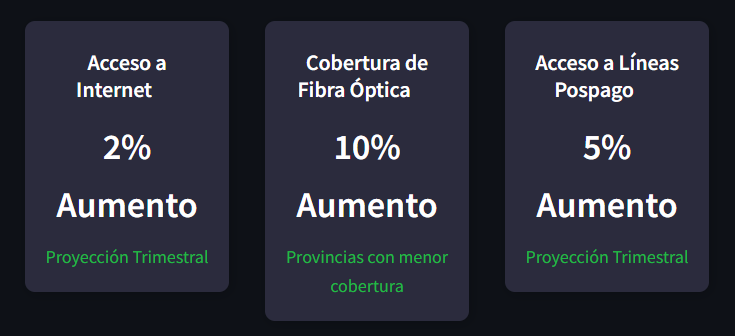 Acceso a
Internet
2%
Aumento
Proyección Trimestral
Cobertura de
Fibra Óptica
10%
Aumento
Provincias con menor
cobertura
Acceso a Líneas
Pospago
5%
Aumento
Proyección Trimestral